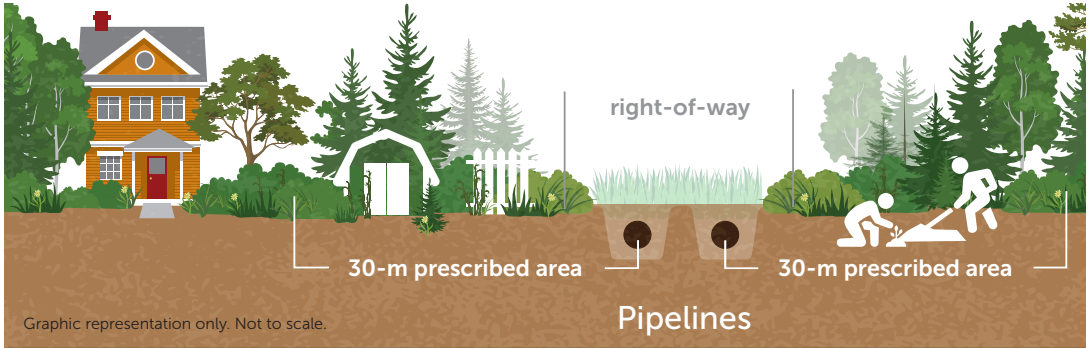 right-of-way
30-m prescribed area
30-m prescribed area
Pipelines
Graphic representation only. Not to scale.